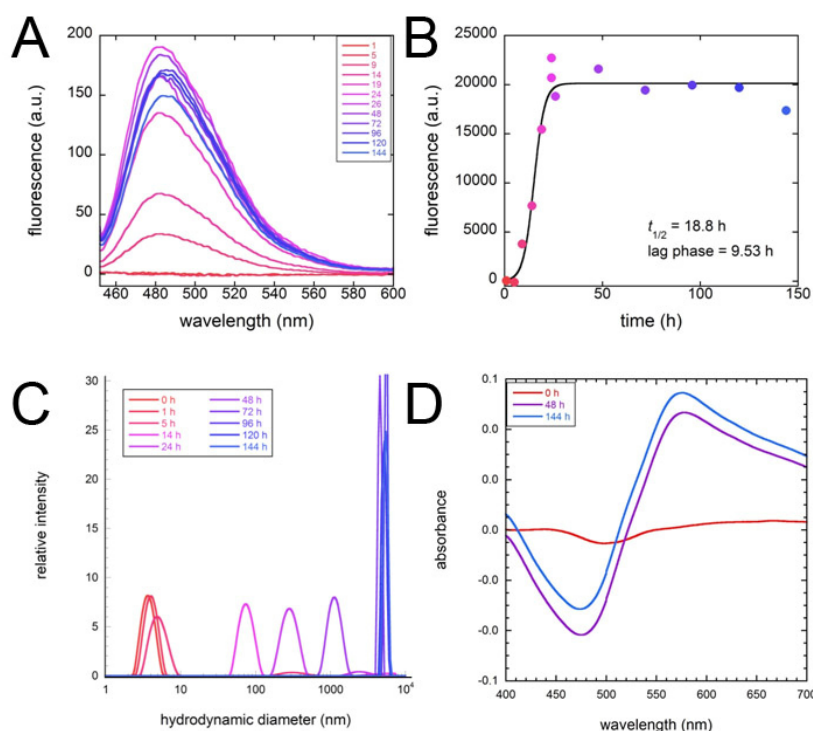 A
200
150
100
50
0
fluorescence (a.u.)
460 480 500 520 540 560 580 600
wavelength (nm)
1
5
9
14
19
24
26
48
72
96
120
144
B
25000
20000
15000
10000
5000
0
fluorescence (a.u.)
t1/2 = 18.8 h
lag phase = 9.53 h
0 50 100 150
time (h)
C
30
25
20
15
10
5
0
relative intensity
0 h 48 h
1 h 72 h
5 h 96 h
14 h 120 h
24 h 144 h
1 10 100 1000 10⁴
hydrodynamic diameter (nm)
D
0.1
0.0
0.0
0.0
-0.0
-0.0
-0.1
absorbance
0 h
48 h
144 h
400 450 500 550 600 650 700
wavelength (nm)